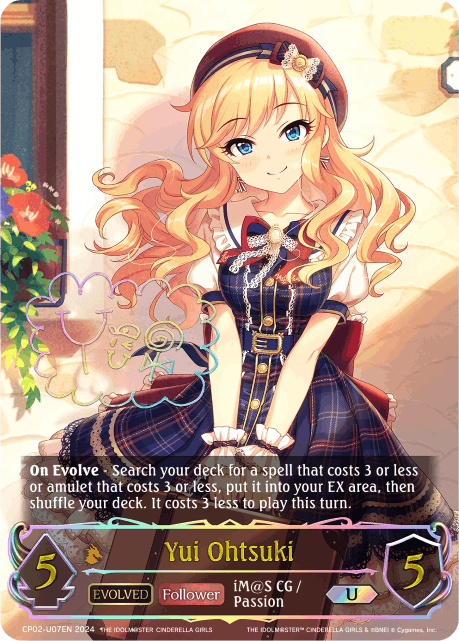 On Evolve - Search your deck for a spell that costs 3 or less
or amulet that costs 3 or less, put it into your EX area, then
shuffle your deck. It costs 3 less to play this turn.
Yui Ohtsuki
5
5
EVOLVED
Follower
iM@S CG /
Passion
U
CP02-U07EN 2024 THE IDOLM@STER CINDERELLA GIRLS THE IDOLM@STER™ CINDERELLA GIRLS & ©BNEI © Cygames, Inc.